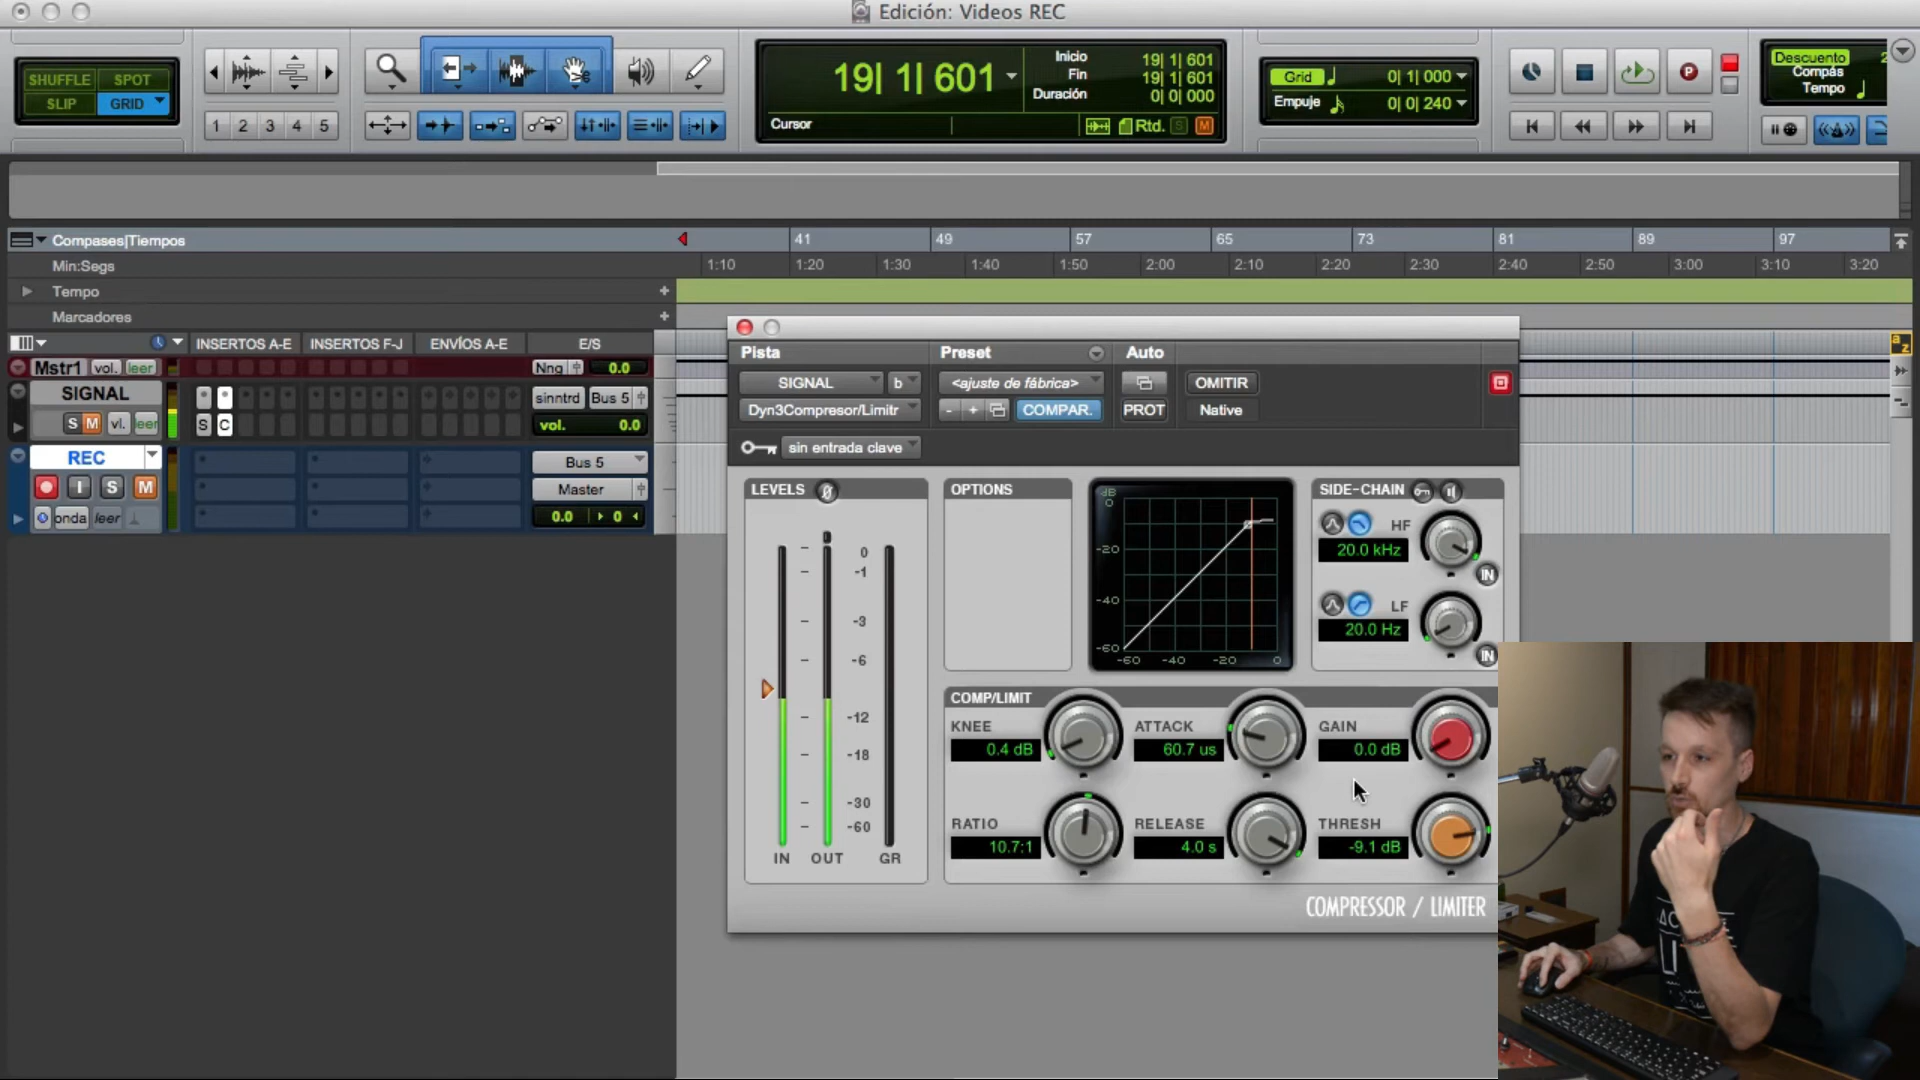 Edición: Videos REC
SHUFFLE SPOT
SLIP GRID
1 2 3 4 5
19| 1| 601
Inicio 19| 1| 601
Fin 19| 1| 601
Duración 0| 0| 000
Cursor
Rtd. S M
Grid 0| 1| 000
Empuje 0| 0| 240
P
Descuento 2
Compás
Tempo
Compases|Tiempos
41 49 57 65 73 81 89 97
Min:Segs
1:10 1:20 1:30 1:40 1:50 2:00 2:10 2:20 2:30 2:40 2:50 3:00 3:10 3:20
Tempo
Marcadores
INSERTOS A-E INSERTOS F-J ENVÍOS A-E E/S
Mstr1 vol. leer Nng 0.0
SIGNAL
sinntrd Bus 5
S M vl. leer S C vol. 0.0
REC Bus 5
I S M Master
onda leer 0.0 0
a z
Pista Preset Auto
SIGNAL b <ajuste de fábrica> OMITIR
Dyn3Compresor/Limitr - + COMPAR. PROT Native
sin entrada clave
LEVELS Ø
0
-1
-3
-6
-12
-18
-30
-60
IN OUT GR
OPTIONS
dB
0
-20
-40
-60
-60 -40 -20 0
SIDE-CHAIN
HF
20.0 kHz
IN
LF
20.0 Hz
IN
COMP/LIMIT
KNEE ATTACK GAIN
0.4 dB 60.7 us 0.0 dB
RATIO RELEASE THRESH
10.7:1 4.0 s -9.1 dB
COMPRESSOR / LIMITER